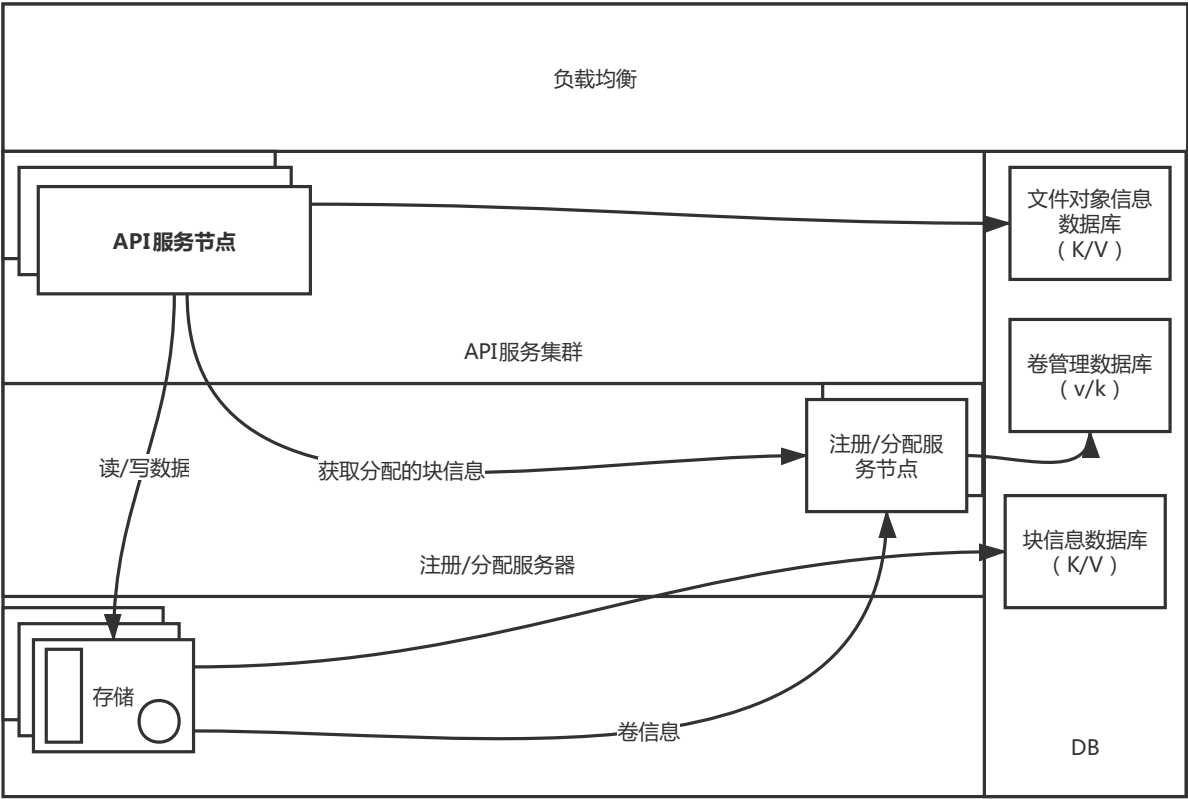 负载均衡
API服务节点
文件对象信息
数据库
（ K/V ）
API服务集群
卷管理数据库
（ v/k ）
注册/分配服
务节点
读/写数据
获取分配的块信息
块信息数据库
（ K/V ）
注册/分配服务器
存储
卷信息
DB